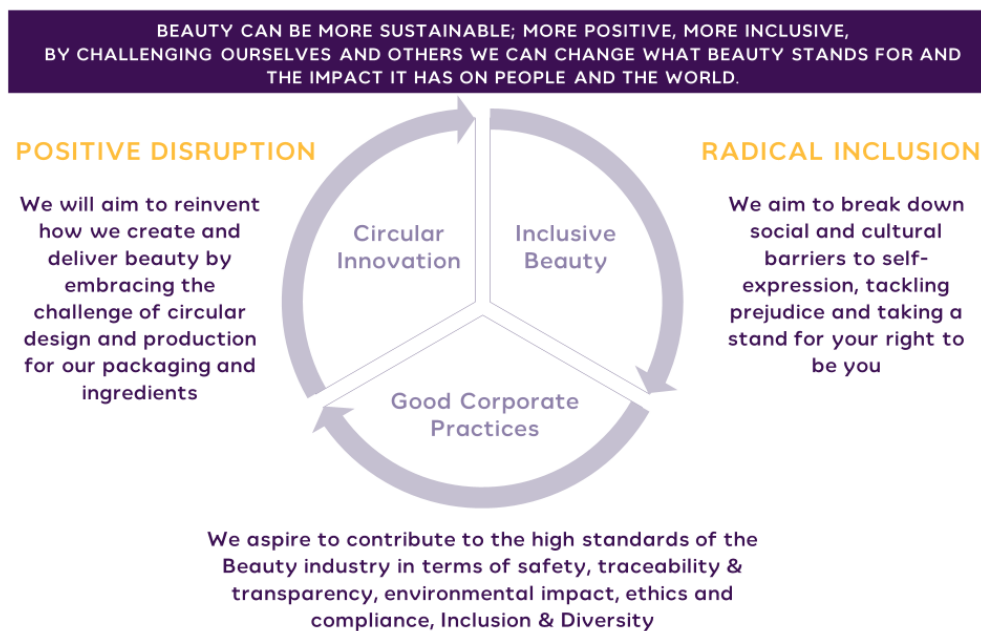 BEAUTY CAN BE MORE SUSTAINABLE; MORE POSITIVE, MORE INCLUSIVE,
BY CHALLENGING OURSELVES AND OTHERS WE CAN CHANGE WHAT BEAUTY STANDS FOR AND
THE IMPACT IT HAS ON PEOPLE AND THE WORLD.
POSITIVE DISRUPTION
We will aim to reinvent
how we create and
deliver beauty by
embracing the
challenge of circular
design and production
for our packaging and
ingredients
Circular
Innovation
Inclusive
Beauty
Good Corporate
Practices
RADICAL INCLUSION
We aim to break down
social and cultural
barriers to self-
expression, tackling
prejudice and taking a
stand for your right to
be you
We aspire to contribute to the high standards of the
Beauty industry in terms of safety, traceability &
transparency, environmental impact, ethics and
compliance, Inclusion & Diversity